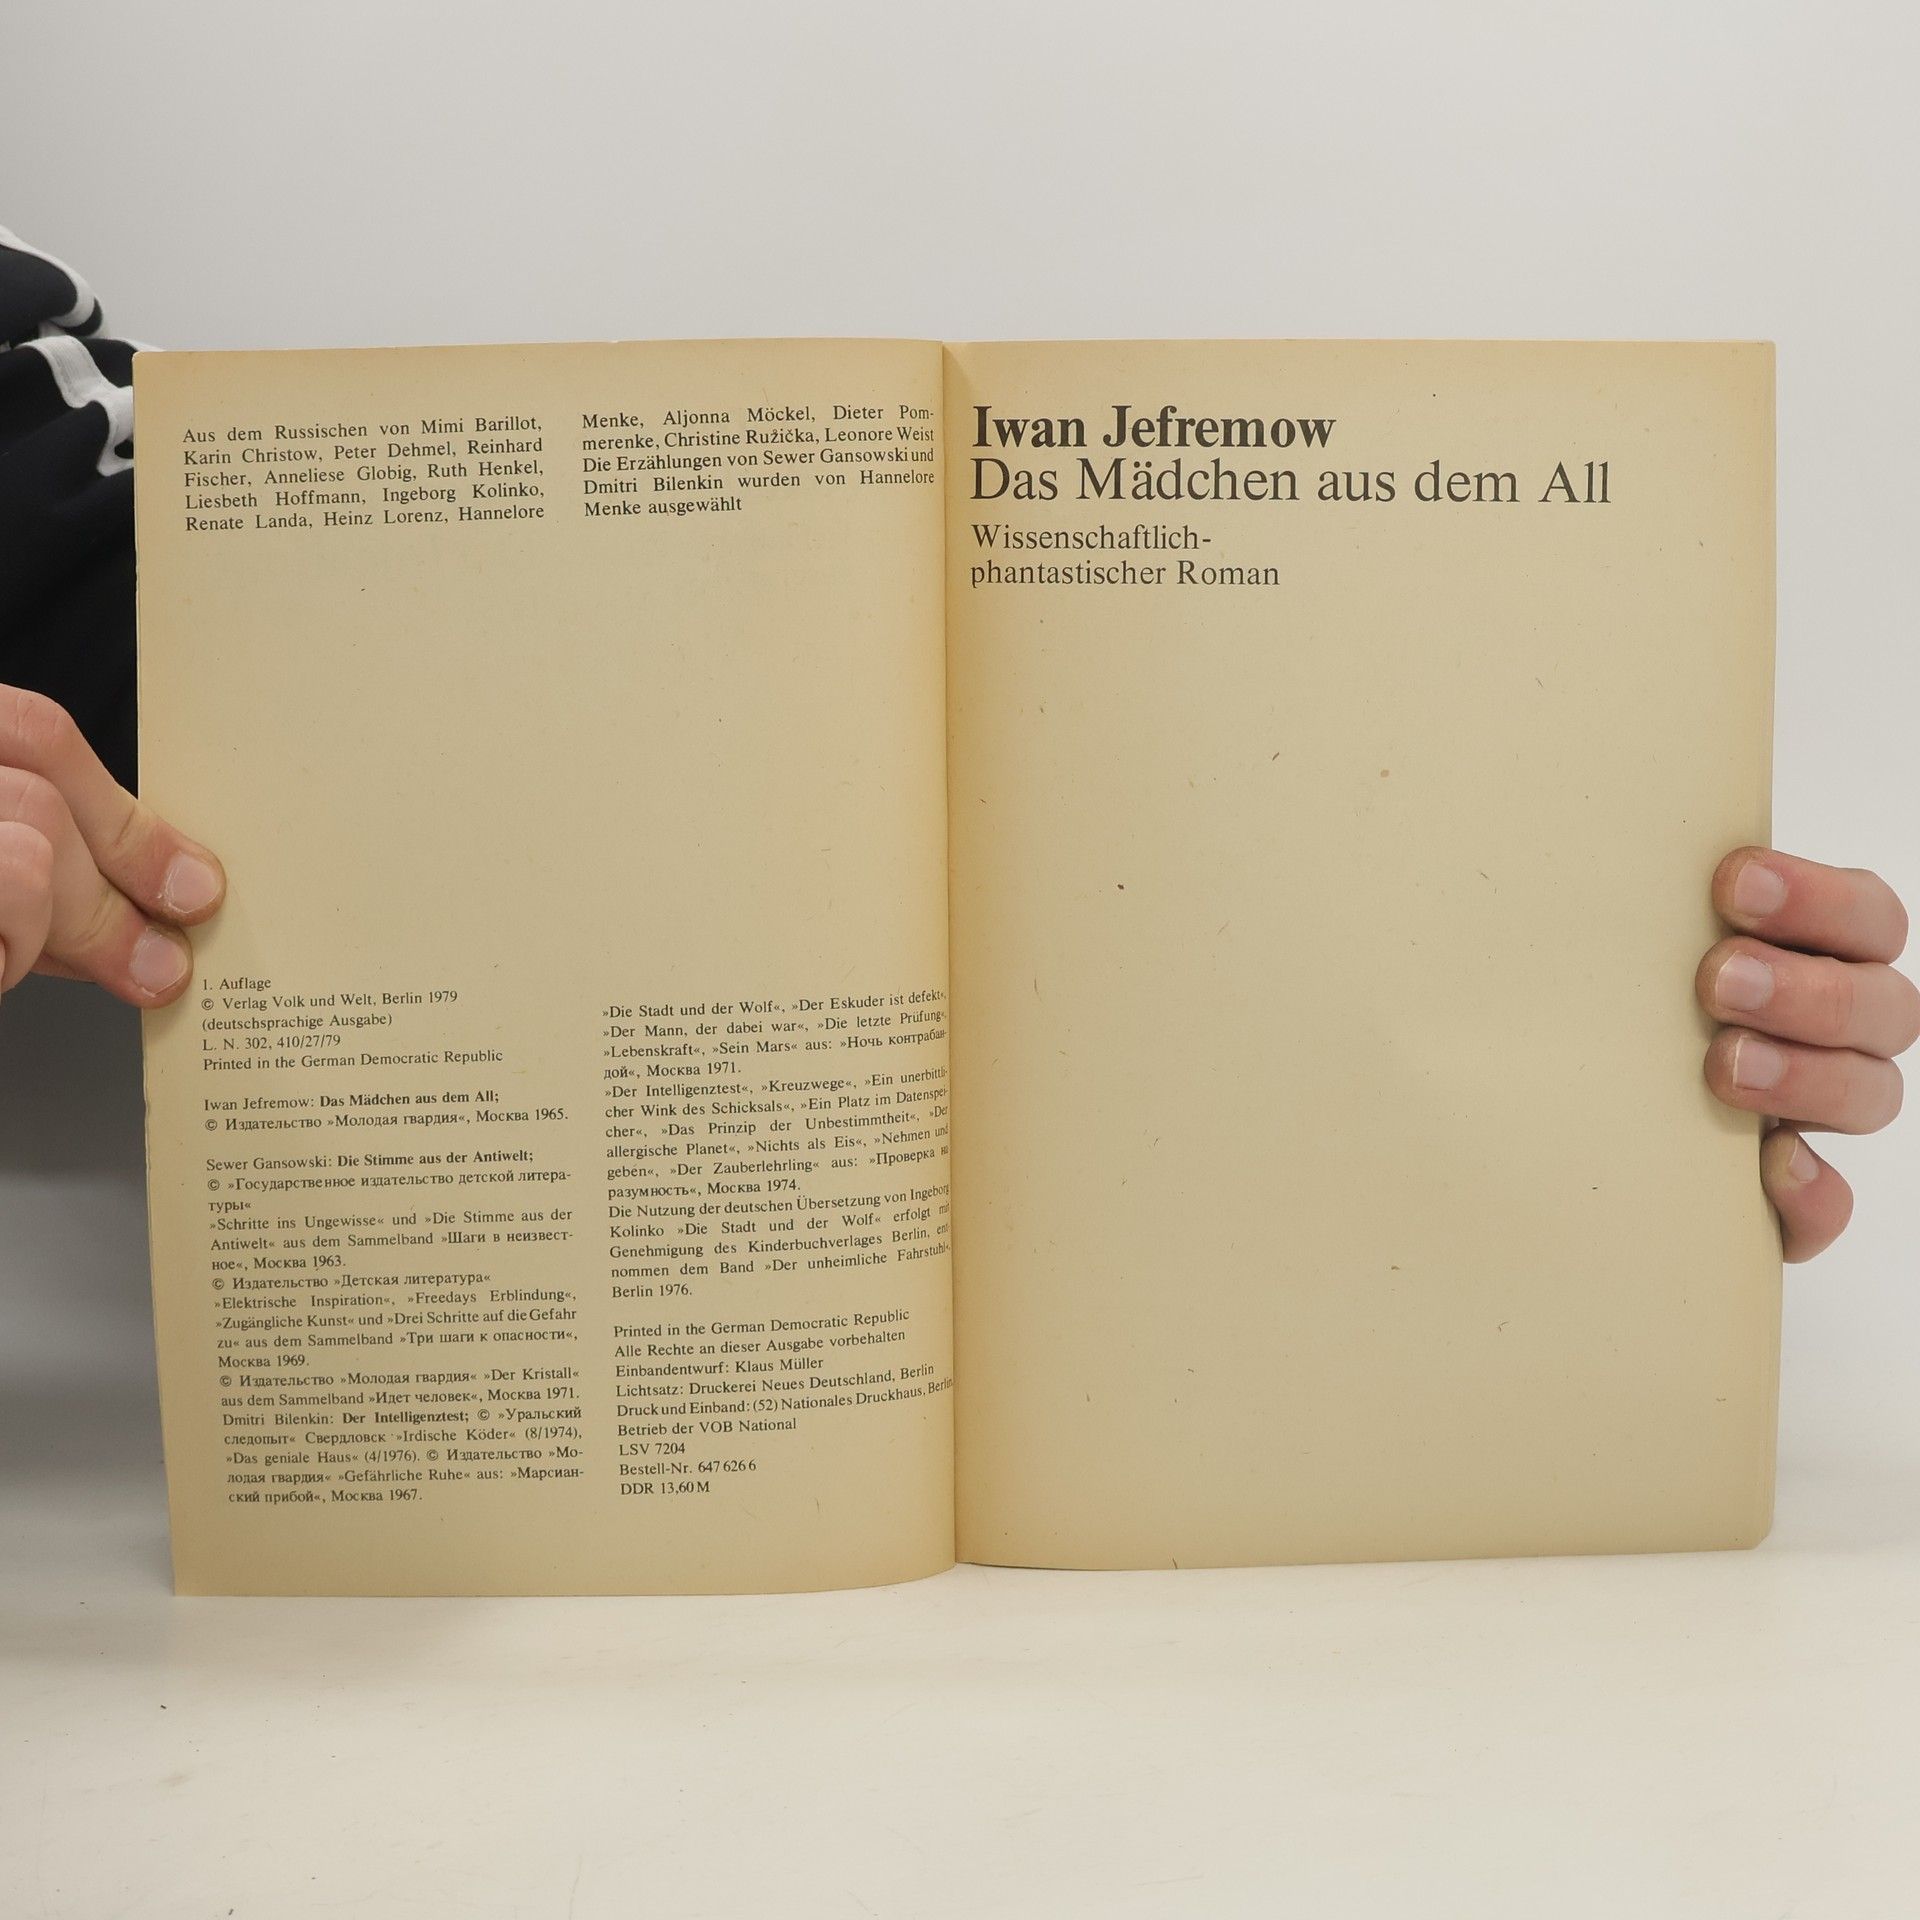 Aus dem Russischen von Mimi Barillot,
Karin Christow, Peter Dehmel, Reinhard
Fischer, Anneliese Globig, Ruth Henkel,
Liesbeth Hoffmann, Ingeborg Kolinko,
Renate Landa, Heinz Lorenz, Hannelore
Menke, Aljonna Möckel, Dieter Pom-
merenke, Christine Ružička, Leonore Weist
Die Erzählungen von Sewer Gansowski und
Dmitri Bilenkin wurden von Hannelore
Menke ausgewählt
1. Auflage
© Verlag Volk und Welt, Berlin 1979
(deutschsprachige Ausgabe)
L. N. 302, 410/27/79
Printed in the German Democratic Republic
Iwan Jefremow: Das Mädchen aus dem All;
© Издательство »Молодая гвардия«, Москва 1965.
Sewer Gansowski: Die Stimme aus der Antiwelt;
© »Государственное издательство детской литера-
туры«
»Schritte ins Ungewisse« und »Die Stimme aus der
Antiwelt« aus dem Sammelband »Шаги в неизвест-
ное«, Москва 1963.
© Издательство »Детская литература«
»Elektrische Inspiration«, »Freedays Erblindung«,
»Zugängliche Kunst« und »Drei Schritte auf die Gefahr
zu« aus dem Sammelband »Три шаги к опасности«,
Москва 1969.
© Издательство »Молодая гвардия« »Der Kristall«
aus dem Sammelband »Идет человек«, Москва 1971.
Dmitri Bilenkin: Der Intelligenztest; © »Уральский
следопыт« Свердловск »Irdische Köder« (8/1974),
»Das geniale Haus« (4/1976). © Издательство »Мо-
лодая гвардия« »Gefährliche Ruhe« aus: »Марсиан-
ский прибой«, Москва 1967.
»Die Stadt und der Wolf«, »Der Eskuder ist defekt«,
»Der Mann, der dabei war«, »Die letzte Prüfung«,
»Lebenskraft«, »Sein Mars« aus: »Ночь контрабан-
дой«, Москва 1971.
»Der Intelligenztest«, »Kreuzwege«, »Ein unerbittli-
cher Wink des Schicksals«, »Ein Platz im Datenspei-
cher«, »Das Prinzip der Unbestimmtheit«, »Der
allergische Planet«, »Nichts als Eis«, »Nehmen und
geben«, »Der Zauberlehrling« aus: »Проверка на
разумность«, Москва 1974.
Die Nutzung der deutschen Übersetzung von Ingeborg
Kolinko »Die Stadt und der Wolf« erfolgt mit
Genehmigung des Kinderbuchverlages Berlin, ent-
nommen dem Band »Der unheimliche Fahrstuhl«,
Berlin 1976.
Printed in the German Democratic Republic
Alle Rechte an dieser Ausgabe vorbehalten
Einbandentwurf: Klaus Müller
Lichtsatz: Druckerei Neues Deutschland, Berlin
Druck und Einband: (52) Nationales Druckhaus, Berlin,
Betrieb der VOB National
LSV 7204
Bestell-Nr. 647 626 6
DDR 13,60 M
Iwan Jefremow
Das Mädchen aus dem All
Wissenschaftlich-
phantastischer Roman